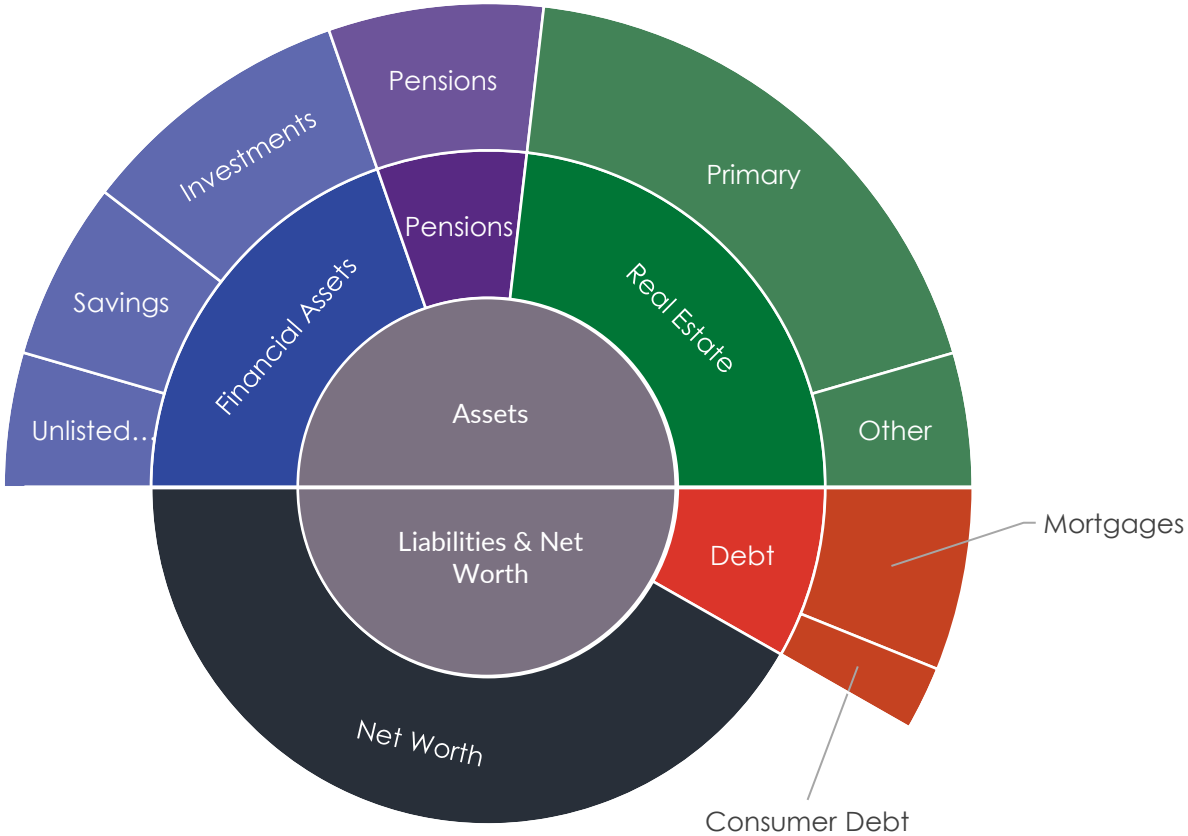 Pensions
Investments
Primary
Pensions
Savings
Financial Assets
Real Estate
Unlisted...
Assets
Other
Liabilities & Net
Worth
Debt
Mortgages
Net Worth
Consumer Debt